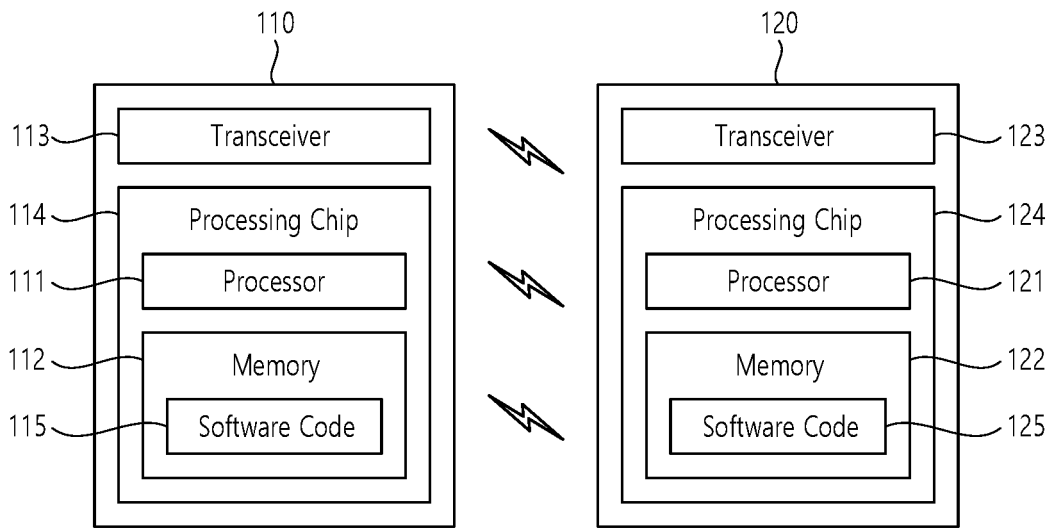 110
120
113
Transceiver
Transceiver
123
114
Processing Chip
Processing Chip
124
111
Processor
Processor
121
112
Memory
Memory
122
115
Software Code
Software Code
125